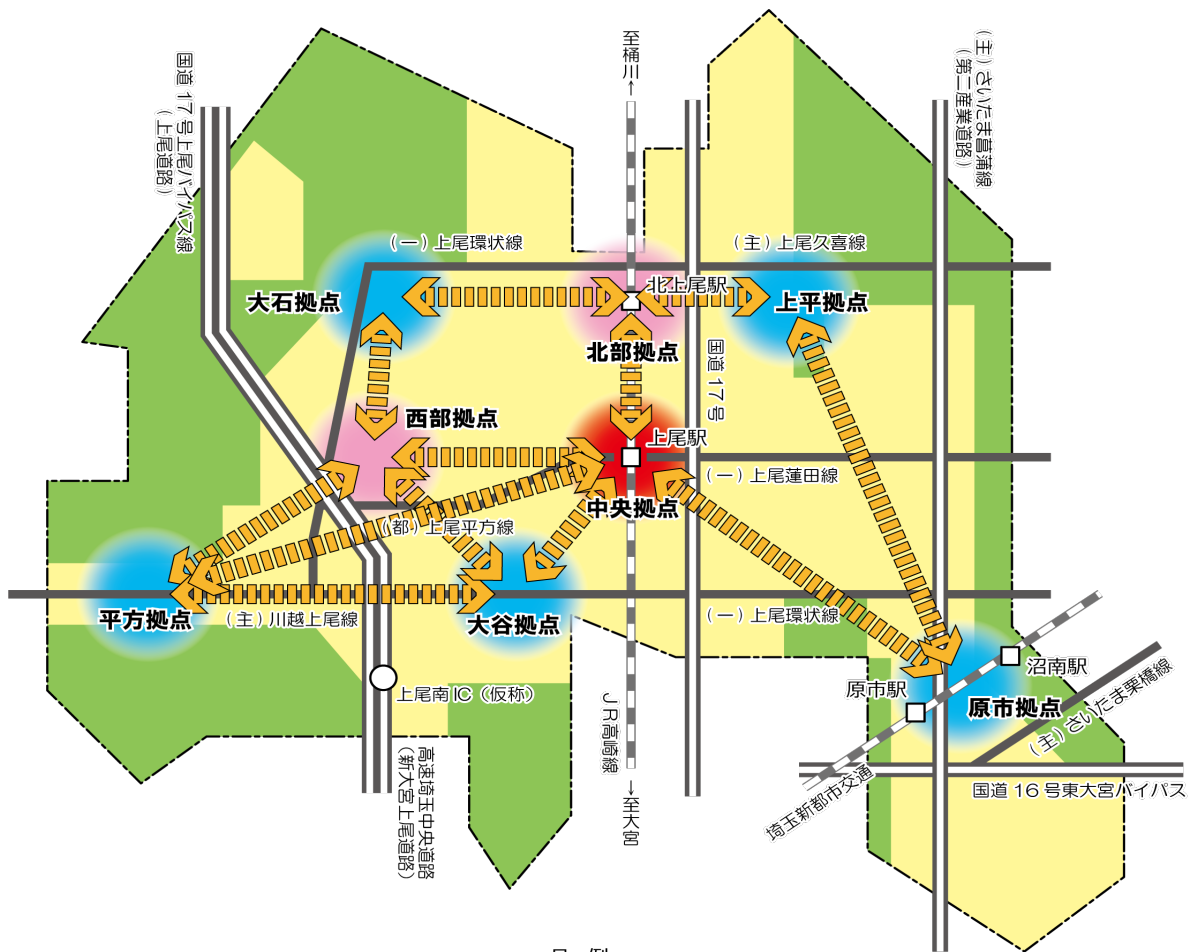 至桶川
国道17号上尾バイパス線
(上尾道路)
(主)さいたま菖蒲線
(第二産業道路)
(一)上尾環状線
(主)上尾久喜線
北上尾駅
大石拠点
上平拠点
北部拠点
国道17号
西部拠点
上尾駅
(一)上尾蓮田線
中央拠点
(都)上尾平方線
平方拠点
(主)川越上尾線
大谷拠点
(一)上尾環状線
沼南駅
原市駅
上尾南IC(仮称)
原市拠点
(主)さいたま栗橋線
JR高崎線
高速埼玉中央道路
(新大宮上尾道路)
至大宮
埼玉新都市交通
国道16号東大宮バイパス